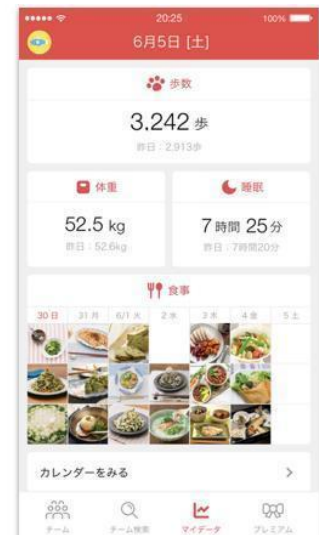 20:25 100%
6月5日 [土]
歩数
3,242 歩
昨日：2,913歩
体重
睡眠
52.5 kg
7時間 25分
昨日：52.6kg
昨日：7時間20分
食事
30 日 31 月 6/1 火 2 水 3 木 4 金 5 土
カレンダーをみる
チーム チーム検索 マイデータ プレミアム